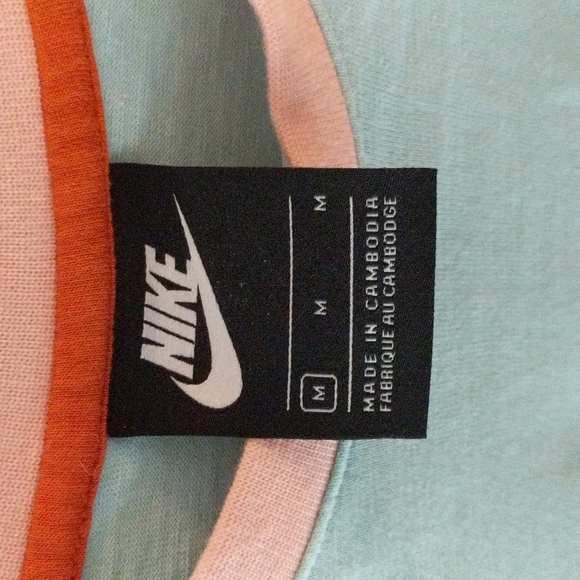 NIKE
M M M
MADE IN CAMBODIA
FABRIQUE AU CAMBODGE